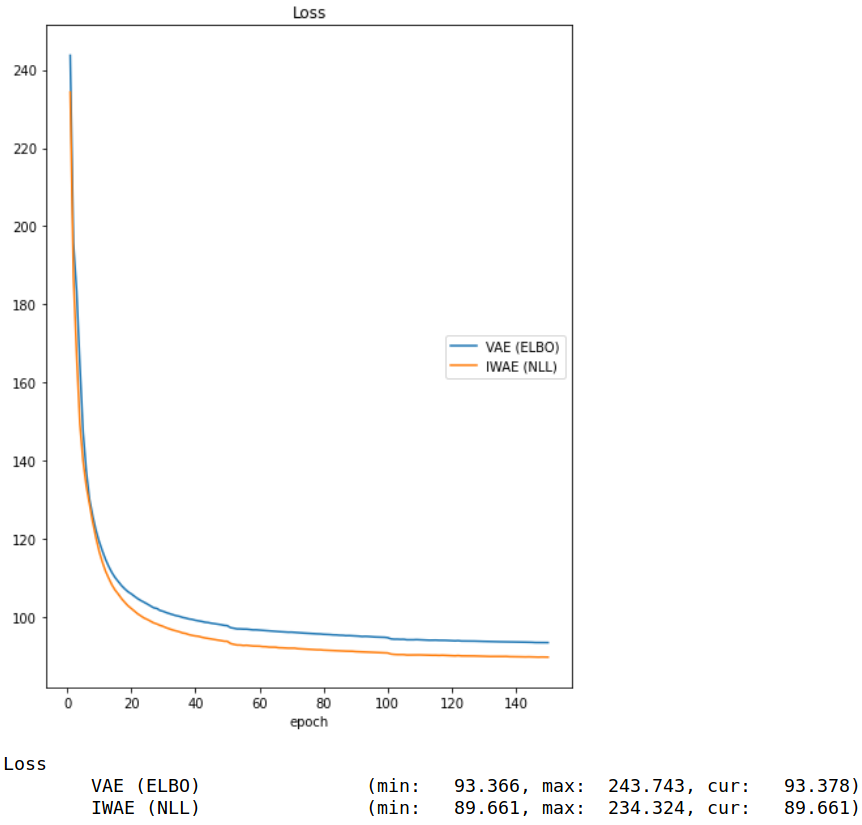 Loss
240
220
200
180
160
140
120
100
VAE (ELBO)
IWAE (NLL)
0 20 40 60 80 100 120 140
epoch
Loss
VAE (ELBO) (min: 93.366, max: 243.743, cur: 93.378)
IWAE (NLL) (min: 89.661, max: 234.324, cur: 89.661)